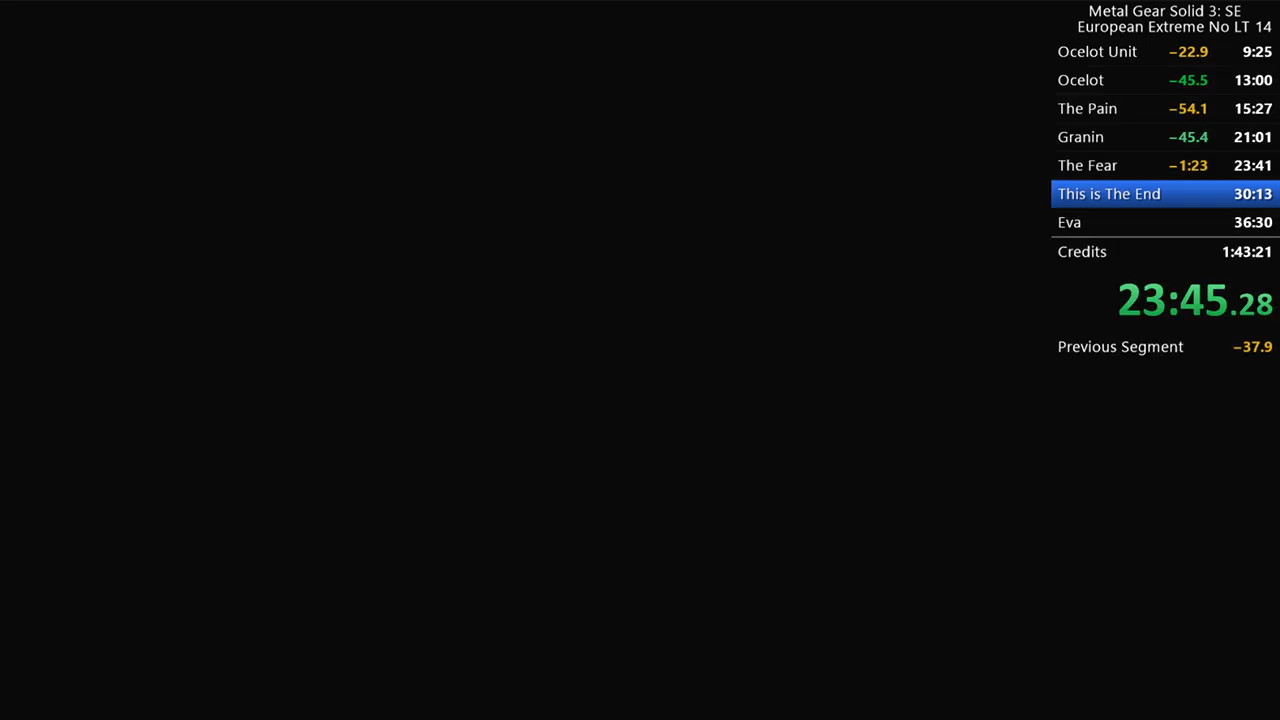 Metal Gear Solid 3: SE
European Extreme No LT 14
Ocelot Unit −22.9 9:25
Ocelot −45.5 13:00
The Pain −54.1 15:27
Granin −45.4 21:01
The Fear −1:23 23:41
This is The End 30:13
Eva 36:30
Credits 1:43:21
23:45.28
Previous Segment −37.9